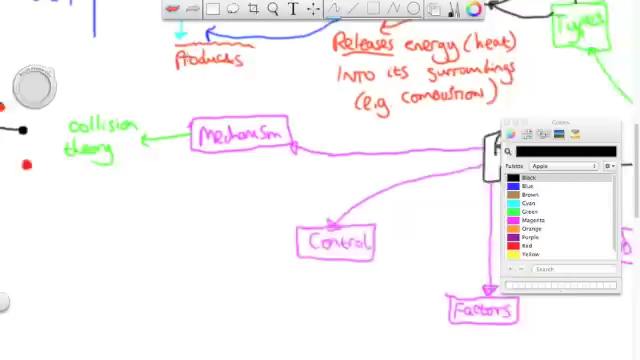 Types
Releases energy (heat)
INTO its surroundings
(e.g. combustion)
Products
collision
theory
Mechanism
Control
Factors
Colors
Palette Apple
Black
Blue
Brown
Cyan
Green
Magenta
Orange
Purple
Red
Yellow
Search